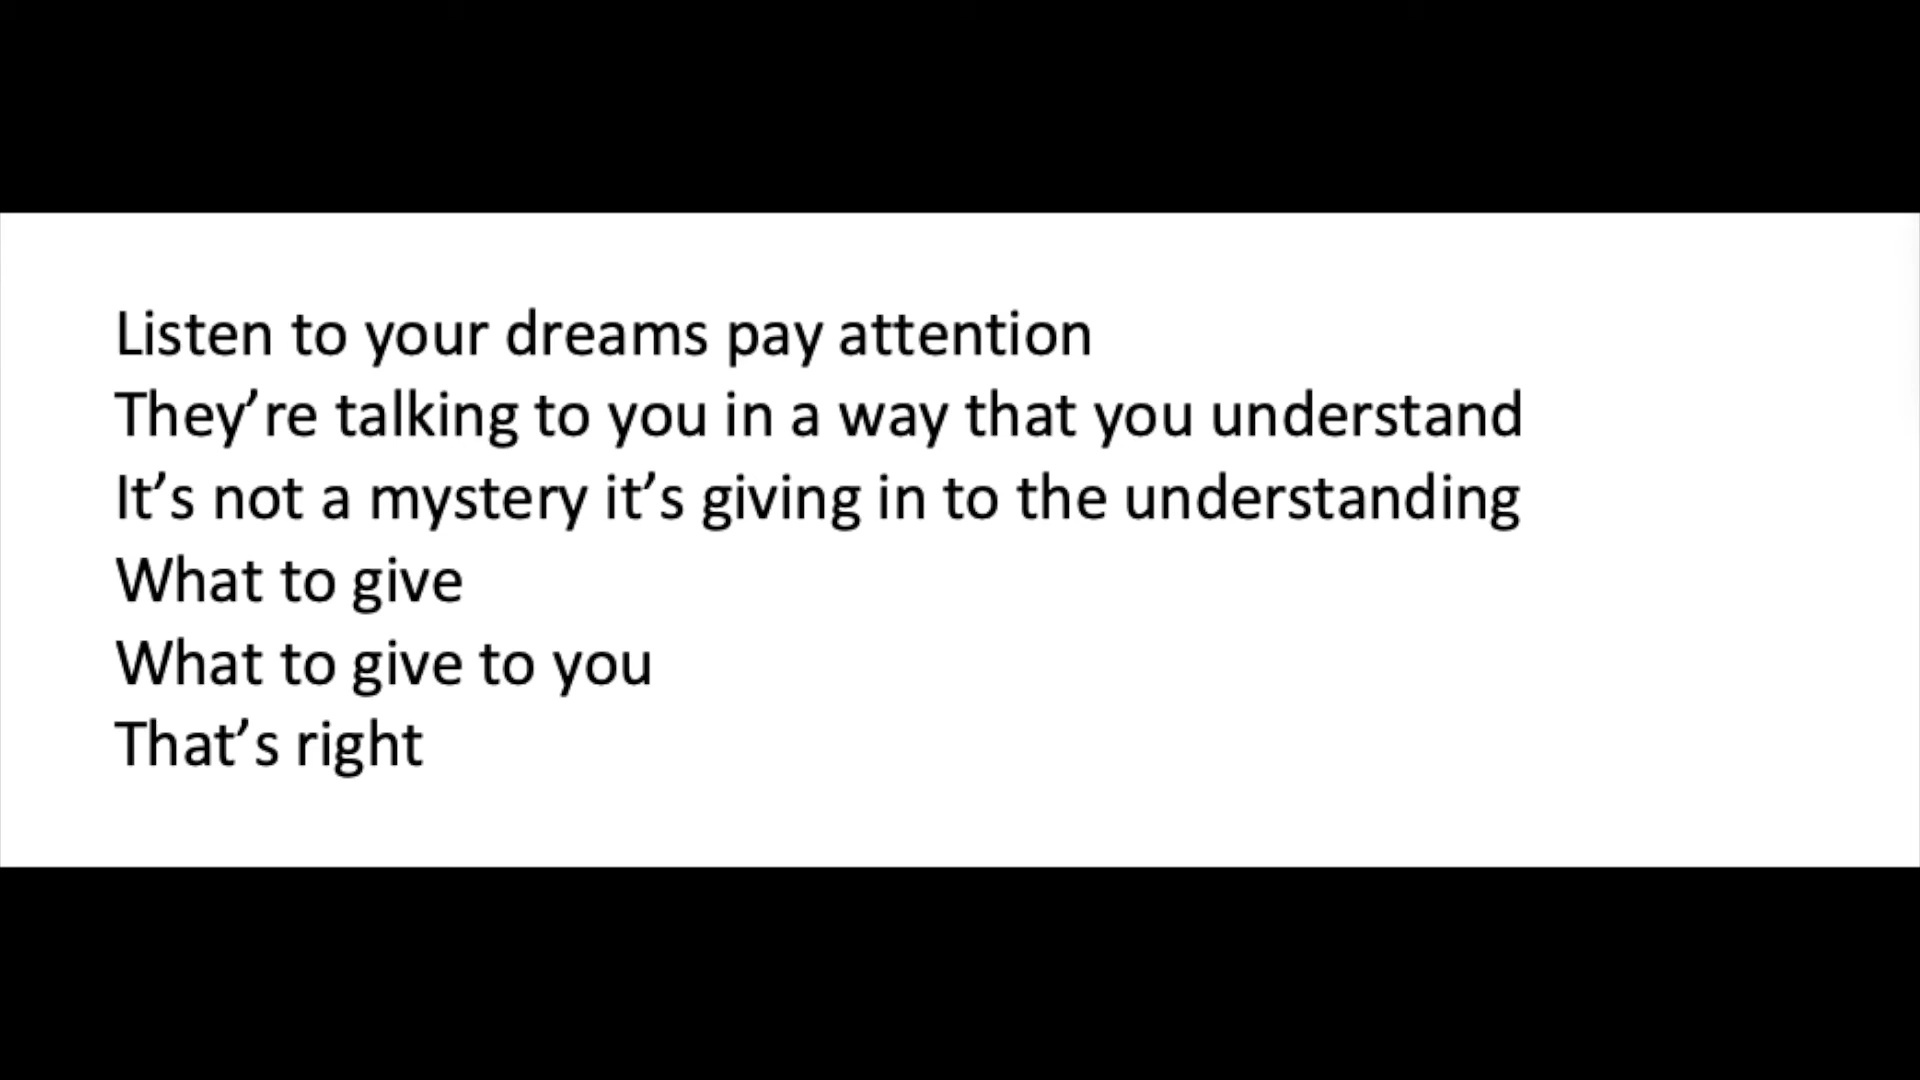 Listen to your dreams pay attention
They’re talking to you in a way that you understand
It’s not a mystery it’s giving in to the understanding
What to give
What to give to you
That’s right